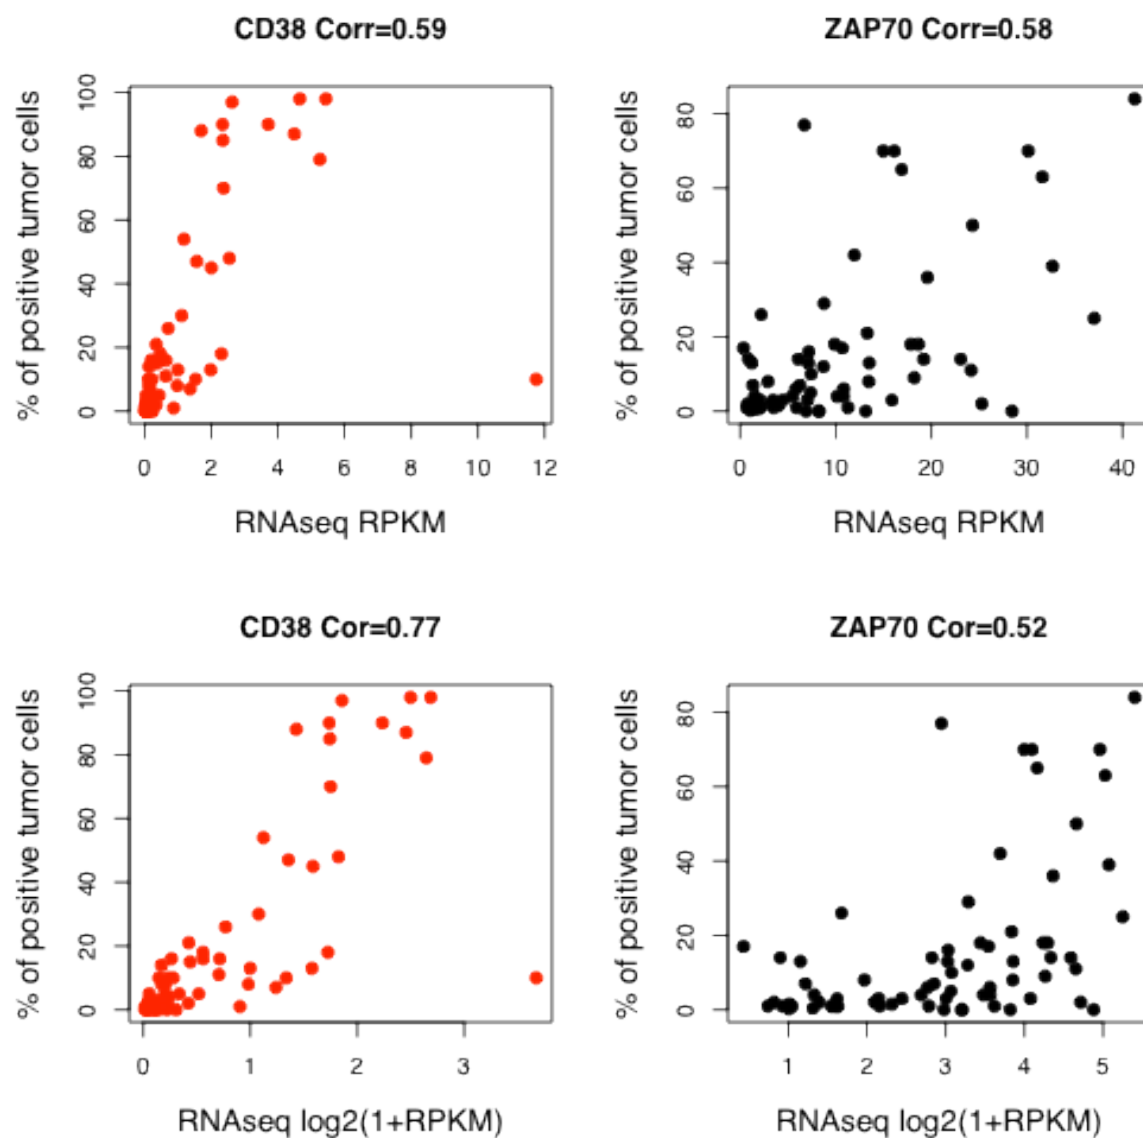 CD38 Corr=0.59
% of positive tumor cells
0 20 40 60 80 100
0 2 4 6 8 10 12
RNAseq RPKM
ZAP70 Corr=0.58
% of positive tumor cells
0 20 40 60 80
0 10 20 30 40
RNAseq RPKM
CD38 Cor=0.77
% of positive tumor cells
0 20 40 60 80 100
0 1 2 3
RNAseq log2(1+RPKM)
ZAP70 Cor=0.52
% of positive tumor cells
0 20 40 60 80
1 2 3 4 5
RNAseq log2(1+RPKM)